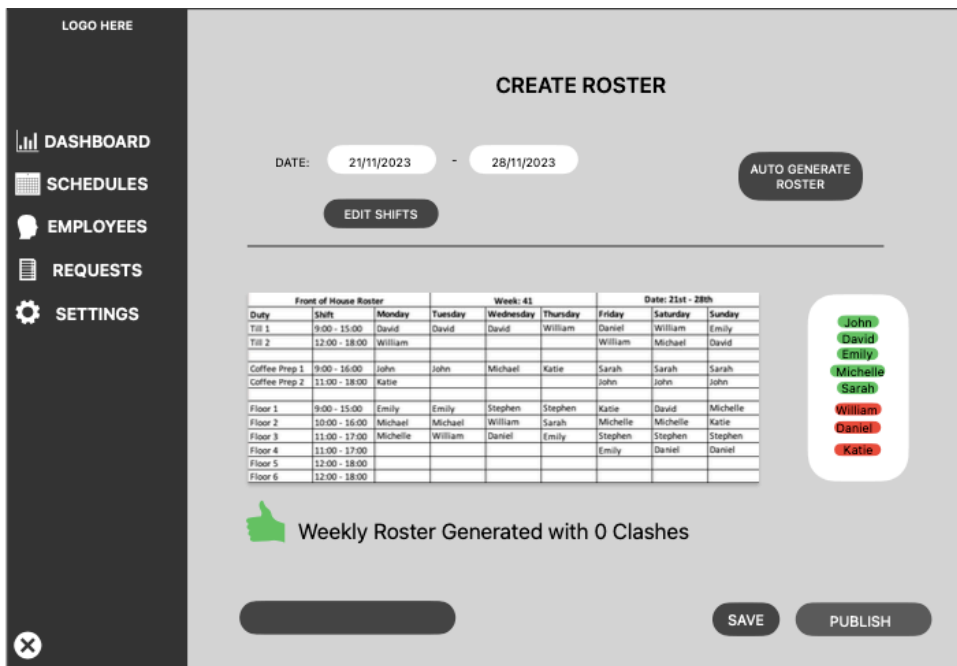 LOGO HERE
DASHBOARD
SCHEDULES
EMPLOYEES
REQUESTS
SETTINGS
CREATE ROSTER
DATE: 21/11/2023 - 28/11/2023
EDIT SHIFTS
AUTO GENERATE
ROSTER
Front of House Roster Week: 41 Date: 21st - 28th
Duty Shift Monday Tuesday Wednesday Thursday Friday Saturday Sunday
Till 1 9:00 - 15:00 David David David William Daniel William Emily
Till 2 12:00 - 18:00 William William Michael David
Coffee Prep 1 9:00 - 16:00 John John Michael Katie Sarah Sarah Sarah
Coffee Prep 2 11:00 - 18:00 Katie John John John
Floor 1 9:00 - 15:00 Emily Emily Stephen Stephen Katie David Michelle
Floor 2 10:00 - 16:00 Michael Michael William Sarah Michelle Michelle Katie
Floor 3 11:00 - 17:00 Michelle William Daniel Emily Stephen Stephen Stephen
Floor 4 11:00 - 17:00 Emily Daniel Daniel
Floor 5 12:00 - 18:00
Floor 6 12:00 - 18:00
John
David
Emily
Michelle
Sarah
William
Daniel
Katie
Weekly Roster Generated with 0 Clashes
SAVE
PUBLISH